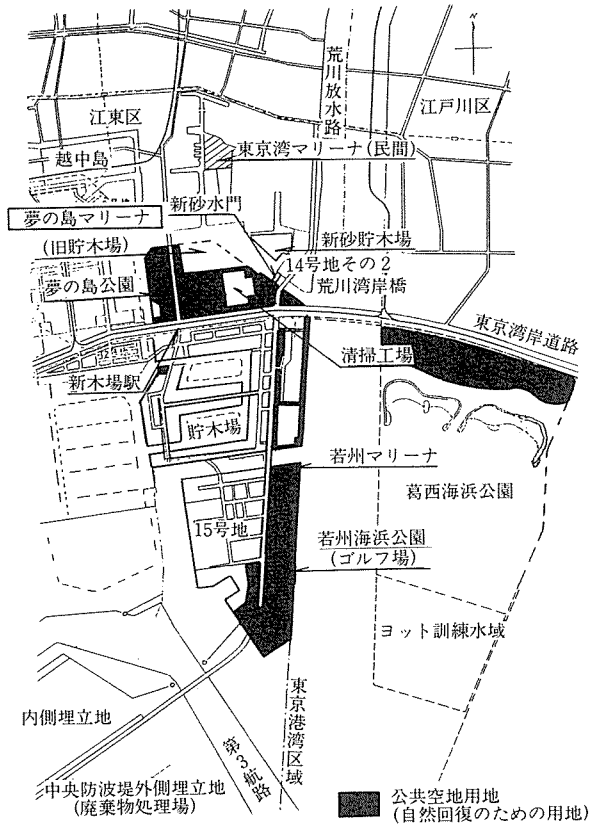 N
荒川放水路
江戸川区
江東区
越中島
東京湾マリーナ(民間)
新砂水門
夢の島マリーナ
(旧貯木場)
新砂貯木場
14号地その2
夢の島公園
荒川湾岸橋
東京湾岸道路
清掃工場
新木場駅
貯木場
若州マリーナ
葛西海浜公園
15号地
若州海浜公園
(ゴルフ場)
ヨット訓練水域
東京港湾区域
内側埋立地
第3航路
中央防波堤外側埋立地
(廃棄物処理場)
公共空地用地
(自然回復のための用地)